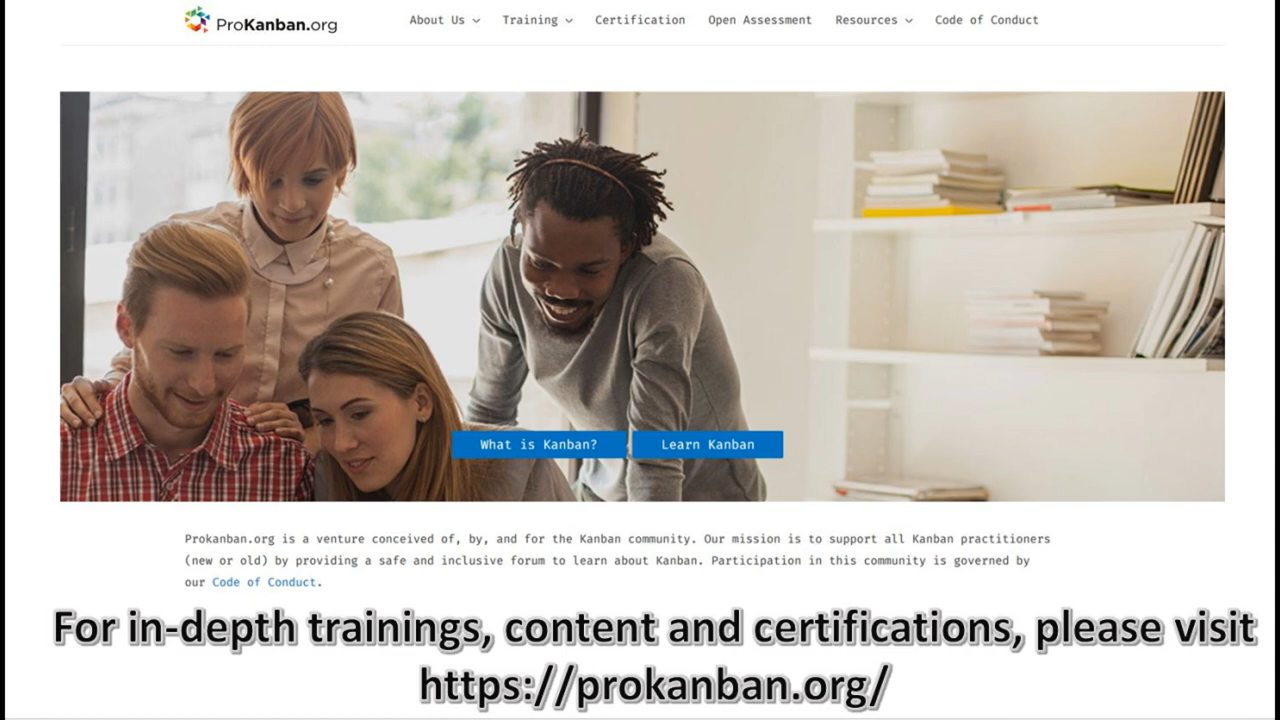 ProKanban.org
About Us Training Certification Open Assessment Resources Code of Conduct
What is Kanban? Learn Kanban
Prokanban.org is a venture conceived of, by, and for the Kanban community. Our mission is to support all Kanban practitioners
(new or old) by providing a safe and inclusive forum to learn about Kanban. Participation in this community is governed by
our Code of Conduct.
For in-depth trainings, content and certifications, please visit
https://prokanban.org/